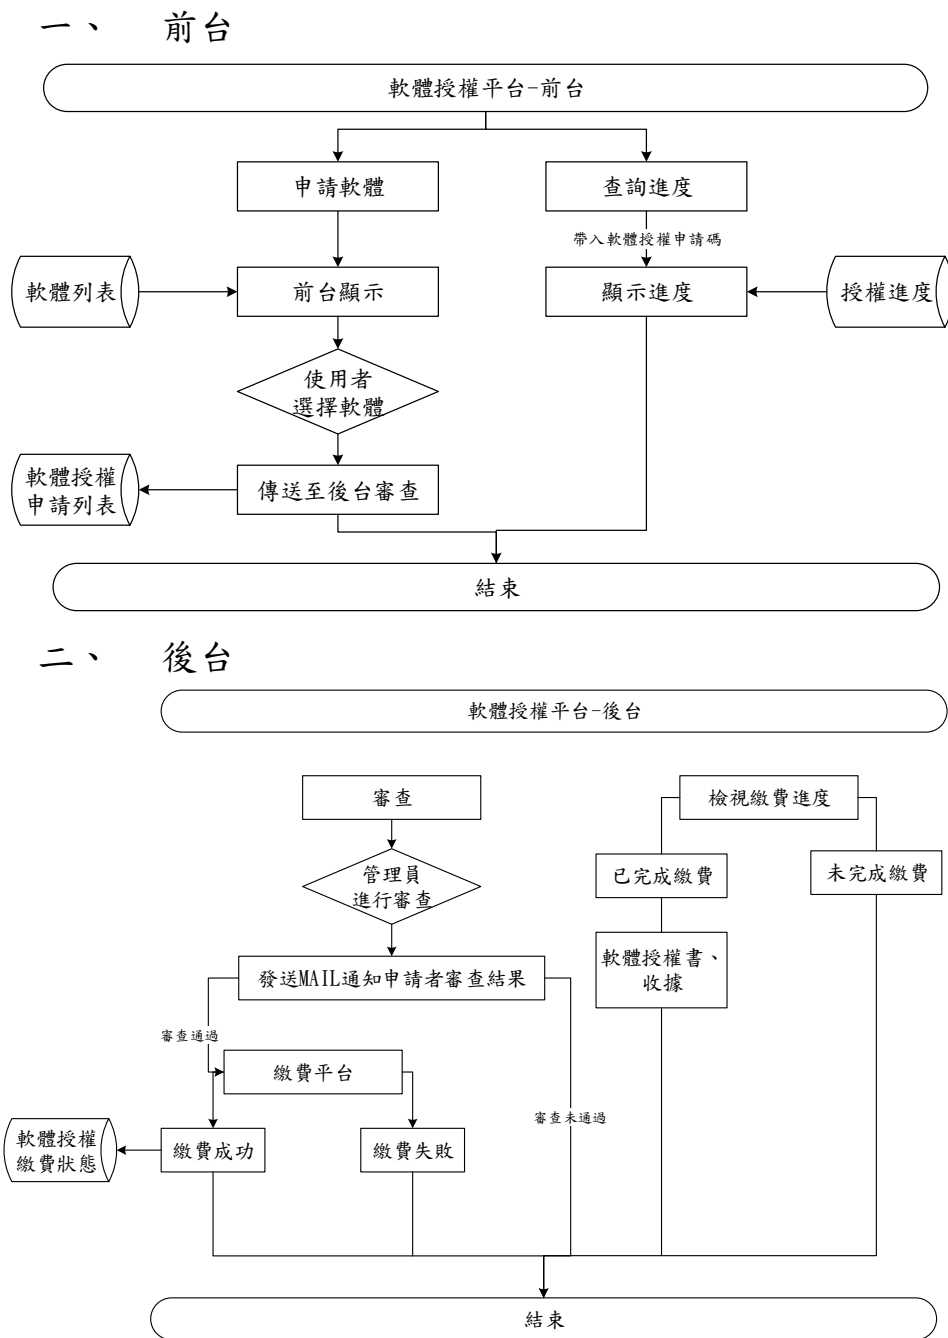 一、 前台
軟體授權平台-前台
申請軟體
查詢進度
帶入軟體授權申請碼
軟體列表
前台顯示
顯示進度
授權進度
使用者
選擇軟體
軟體授權
申請列表
傳送至後台審查
結束
二、 後台
軟體授權平台-後台
審查
檢視繳費進度
管理員
進行審查
已完成繳費
未完成繳費
發送MAIL通知申請者審查結果
軟體授權書、
收據
審查通過
繳費平台
審查未通過
軟體授權
繳費狀態
繳費成功
繳費失敗
結束